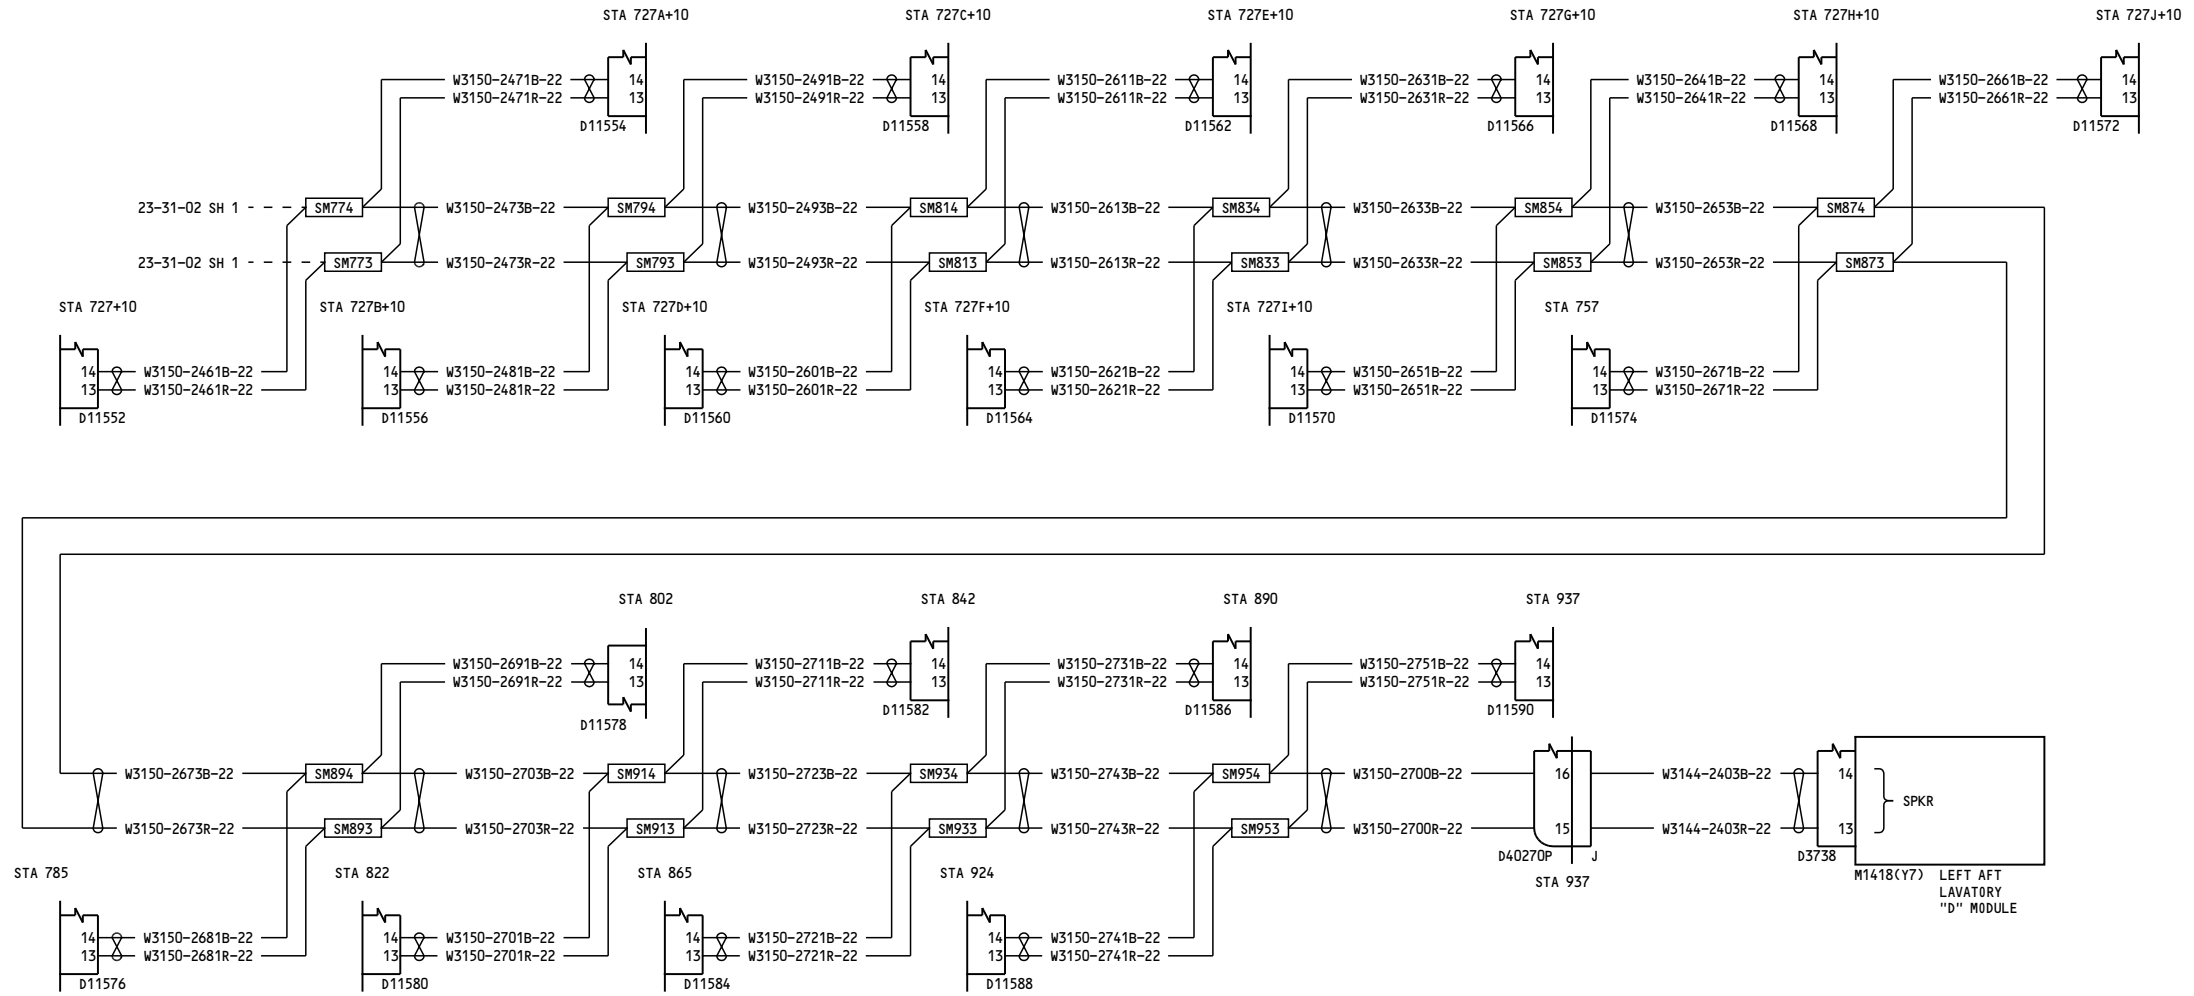 STA 727A+10 STA 727C+10 STA 727E+10 STA 727G+10 STA 727H+10 STA 727J+10
W3150-2471B-22 14 W3150-2491B-22 14 W3150-2611B-22 14 W3150-2631B-22 14 W3150-2641B-22 14 W3150-2661B-22 14
W3150-2471R-22 13 W3150-2491R-22 13 W3150-2611R-22 13 W3150-2631R-22 13 W3150-2641R-22 13 W3150-2661R-22 13
D11554 D11558 D11562 D11566 D11568 D11572
23-31-02 SH 1 SM774 W3150-2473B-22 SM794 W3150-2493B-22 SM814 W3150-2613B-22 SM834 W3150-2633B-22 SM854 W3150-2653B-22 SM874
23-31-02 SH 1 SM773 W3150-2473R-22 SM793 W3150-2493R-22 SM813 W3150-2613R-22 SM833 W3150-2633R-22 SM853 W3150-2653R-22 SM873
STA 727+10 STA 727B+10 STA 727D+10 STA 727F+10 STA 727I+10 STA 757
14 W3150-2461B-22 14 W3150-2481B-22 14 W3150-2601B-22 14 W3150-2621B-22 14 W3150-2651B-22 14 W3150-2671B-22
13 W3150-2461R-22 13 W3150-2481R-22 13 W3150-2601R-22 13 W3150-2621R-22 13 W3150-2651R-22 13 W3150-2671R-22
D11552 D11556 D11560 D11564 D11570 D11574
STA 802 STA 842 STA 890 STA 937
W3150-2691B-22 14 W3150-2711B-22 14 W3150-2731B-22 14 W3150-2751B-22 14
W3150-2691R-22 13 W3150-2711R-22 13 W3150-2731R-22 13 W3150-2751R-22 13
D11578 D11582 D11586 D11590
W3150-2673B-22 SM894 W3150-2703B-22 SM914 W3150-2723B-22 SM934 W3150-2743B-22 SM954 W3150-2700B-22 16 W3144-2403B-22 14
SPKR
W3150-2673R-22 SM893 W3150-2703R-22 SM913 W3150-2723R-22 SM933 W3150-2743R-22 SM953 W3150-2700R-22 15 W3144-2403R-22 13
D40270P J D3738
STA 785 STA 822 STA 865 STA 924 STA 937 M1418(Y7) LEFT AFT
LAVATORY
"D" MODULE
14 W3150-2681B-22 14 W3150-2701B-22 14 W3150-2721B-22 14 W3150-2741B-22
13 W3150-2681R-22 13 W3150-2701R-22 13 W3150-2721R-22 13 W3150-2741R-22
D11576 D11580 D11584 D11588